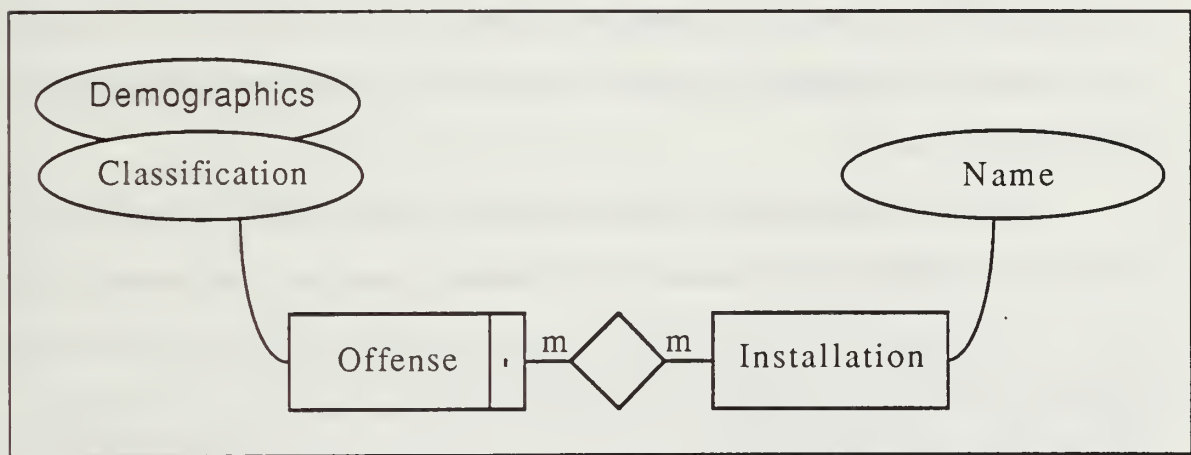 Demographics
Classification
Name
Offense
m
m
Installation